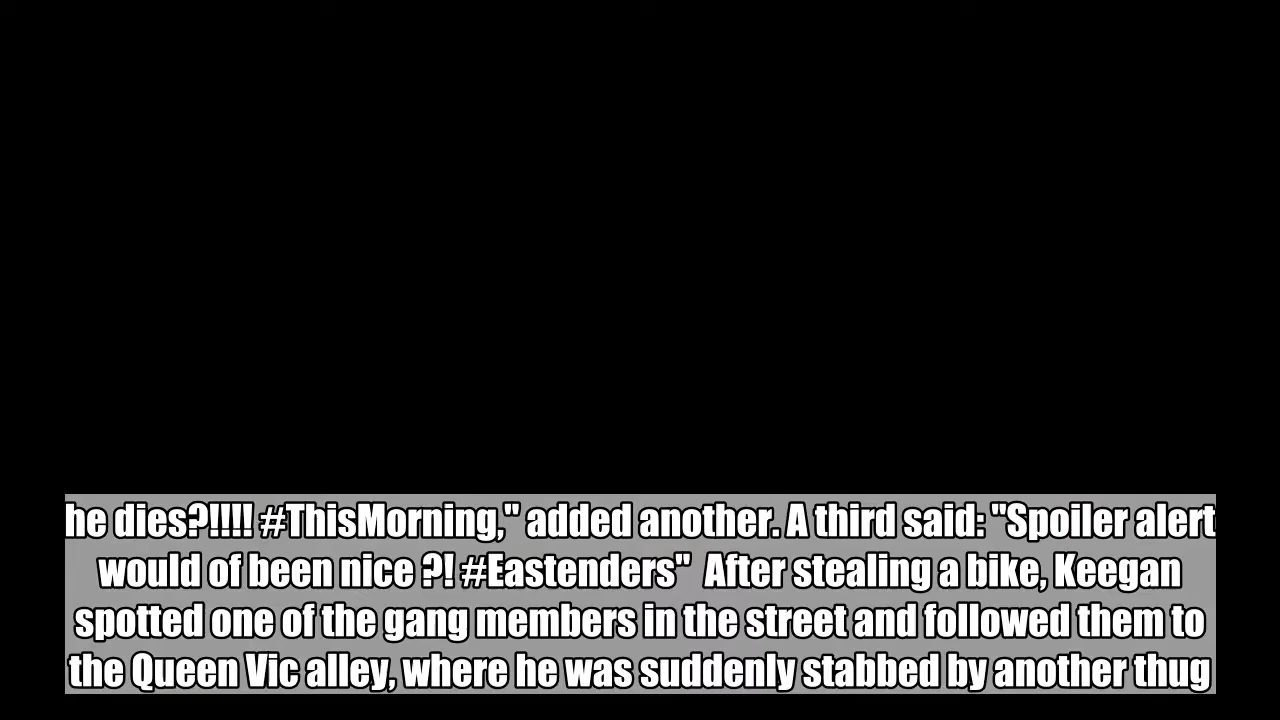 he dies?!!!! #ThisMorning," added another. A third said: "Spoiler alert
would of been nice ?! #Eastenders"  After stealing a bike, Keegan
spotted one of the gang members in the street and followed them to
the Queen Vic alley, where he was suddenly stabbed by another thug